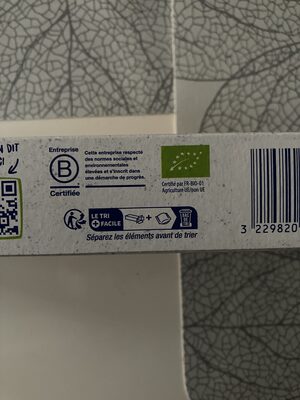 N DIT
CI
Entreprise
B
Certifiée
Cette entreprise respecte
des normes sociales et
environnementales
élevées et s'inscrit dans
une démarche de progrès.
Certifié par FR-BIO-01
Agriculture UE/non UE
LE TRI
+ FACILE
+
Séparez les éléments avant de trier
3 229820